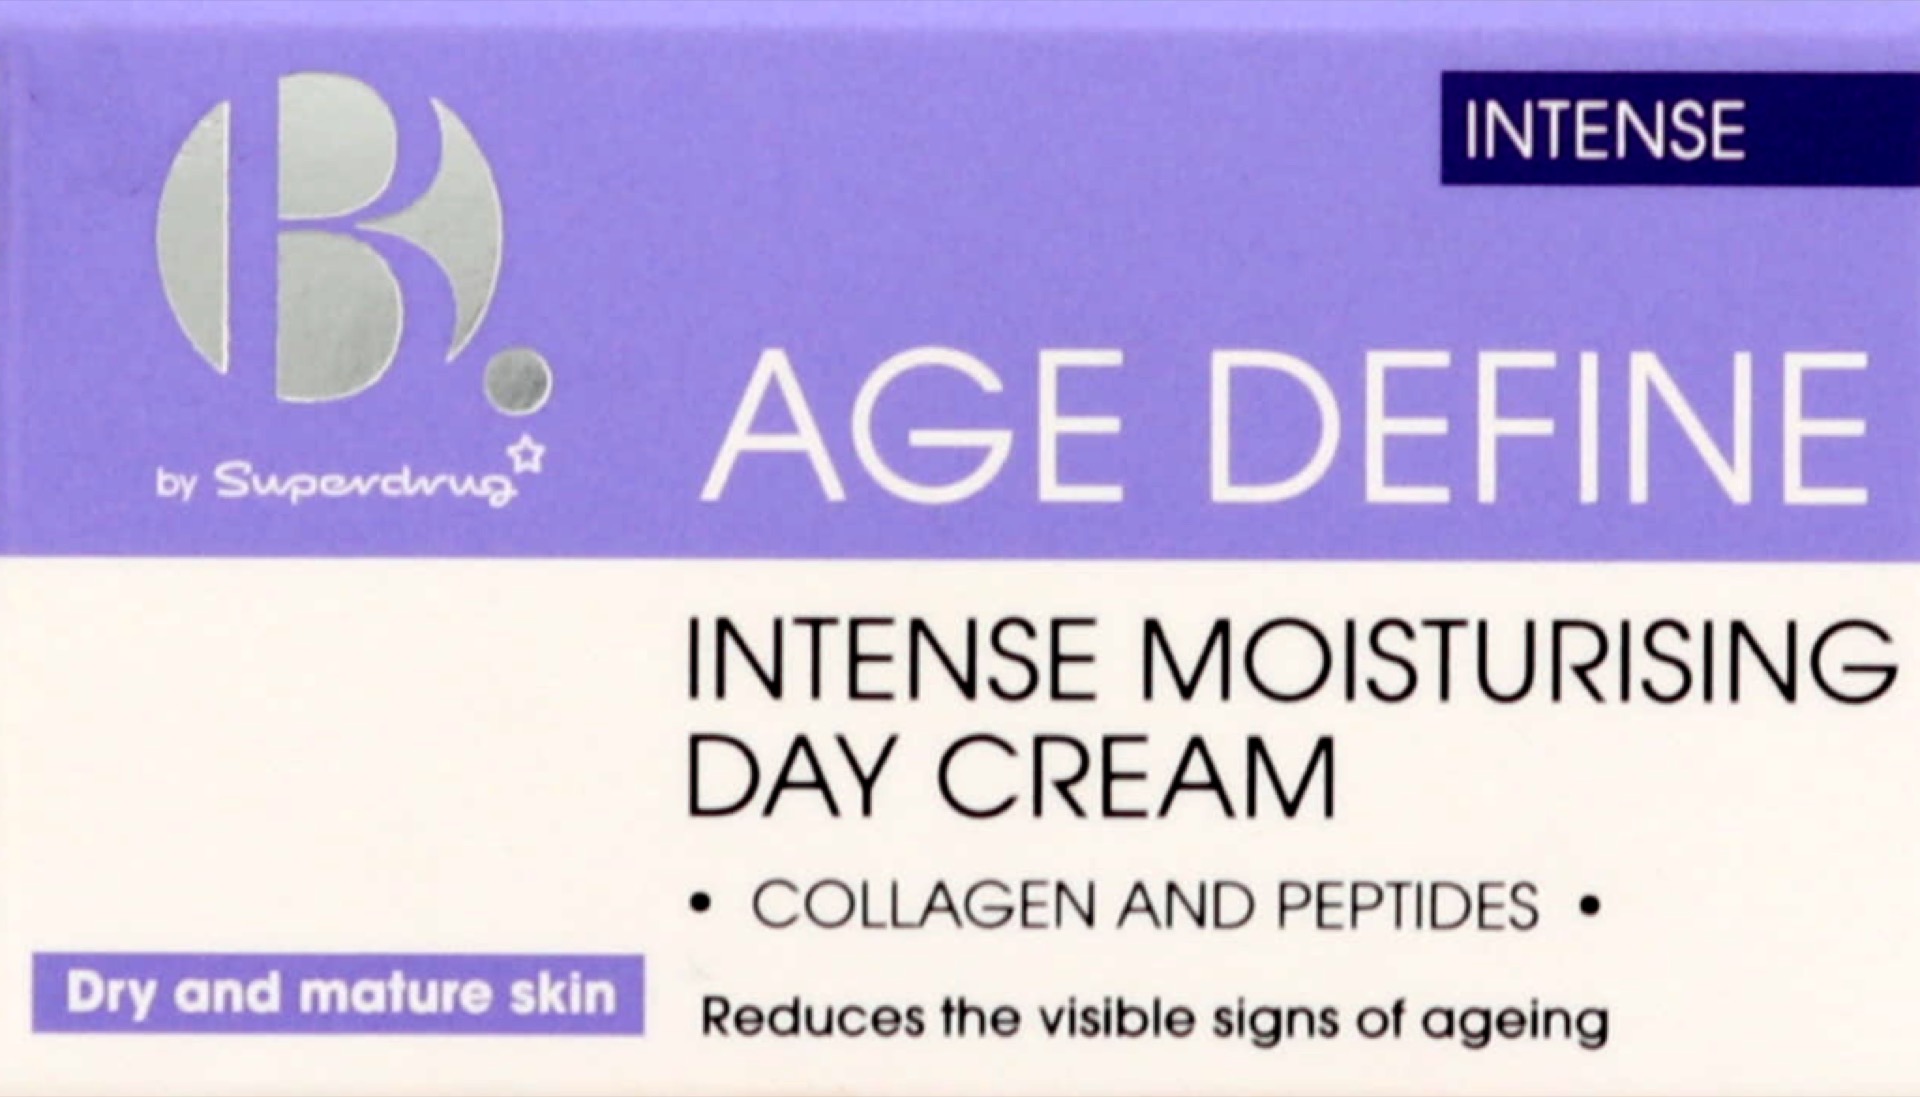 B.
by Superdrug
INTENSE
AGE DEFINE
INTENSE MOISTURISING
DAY CREAM
• COLLAGEN AND PEPTIDES •
Dry and mature skin
Reduces the visible signs of ageing